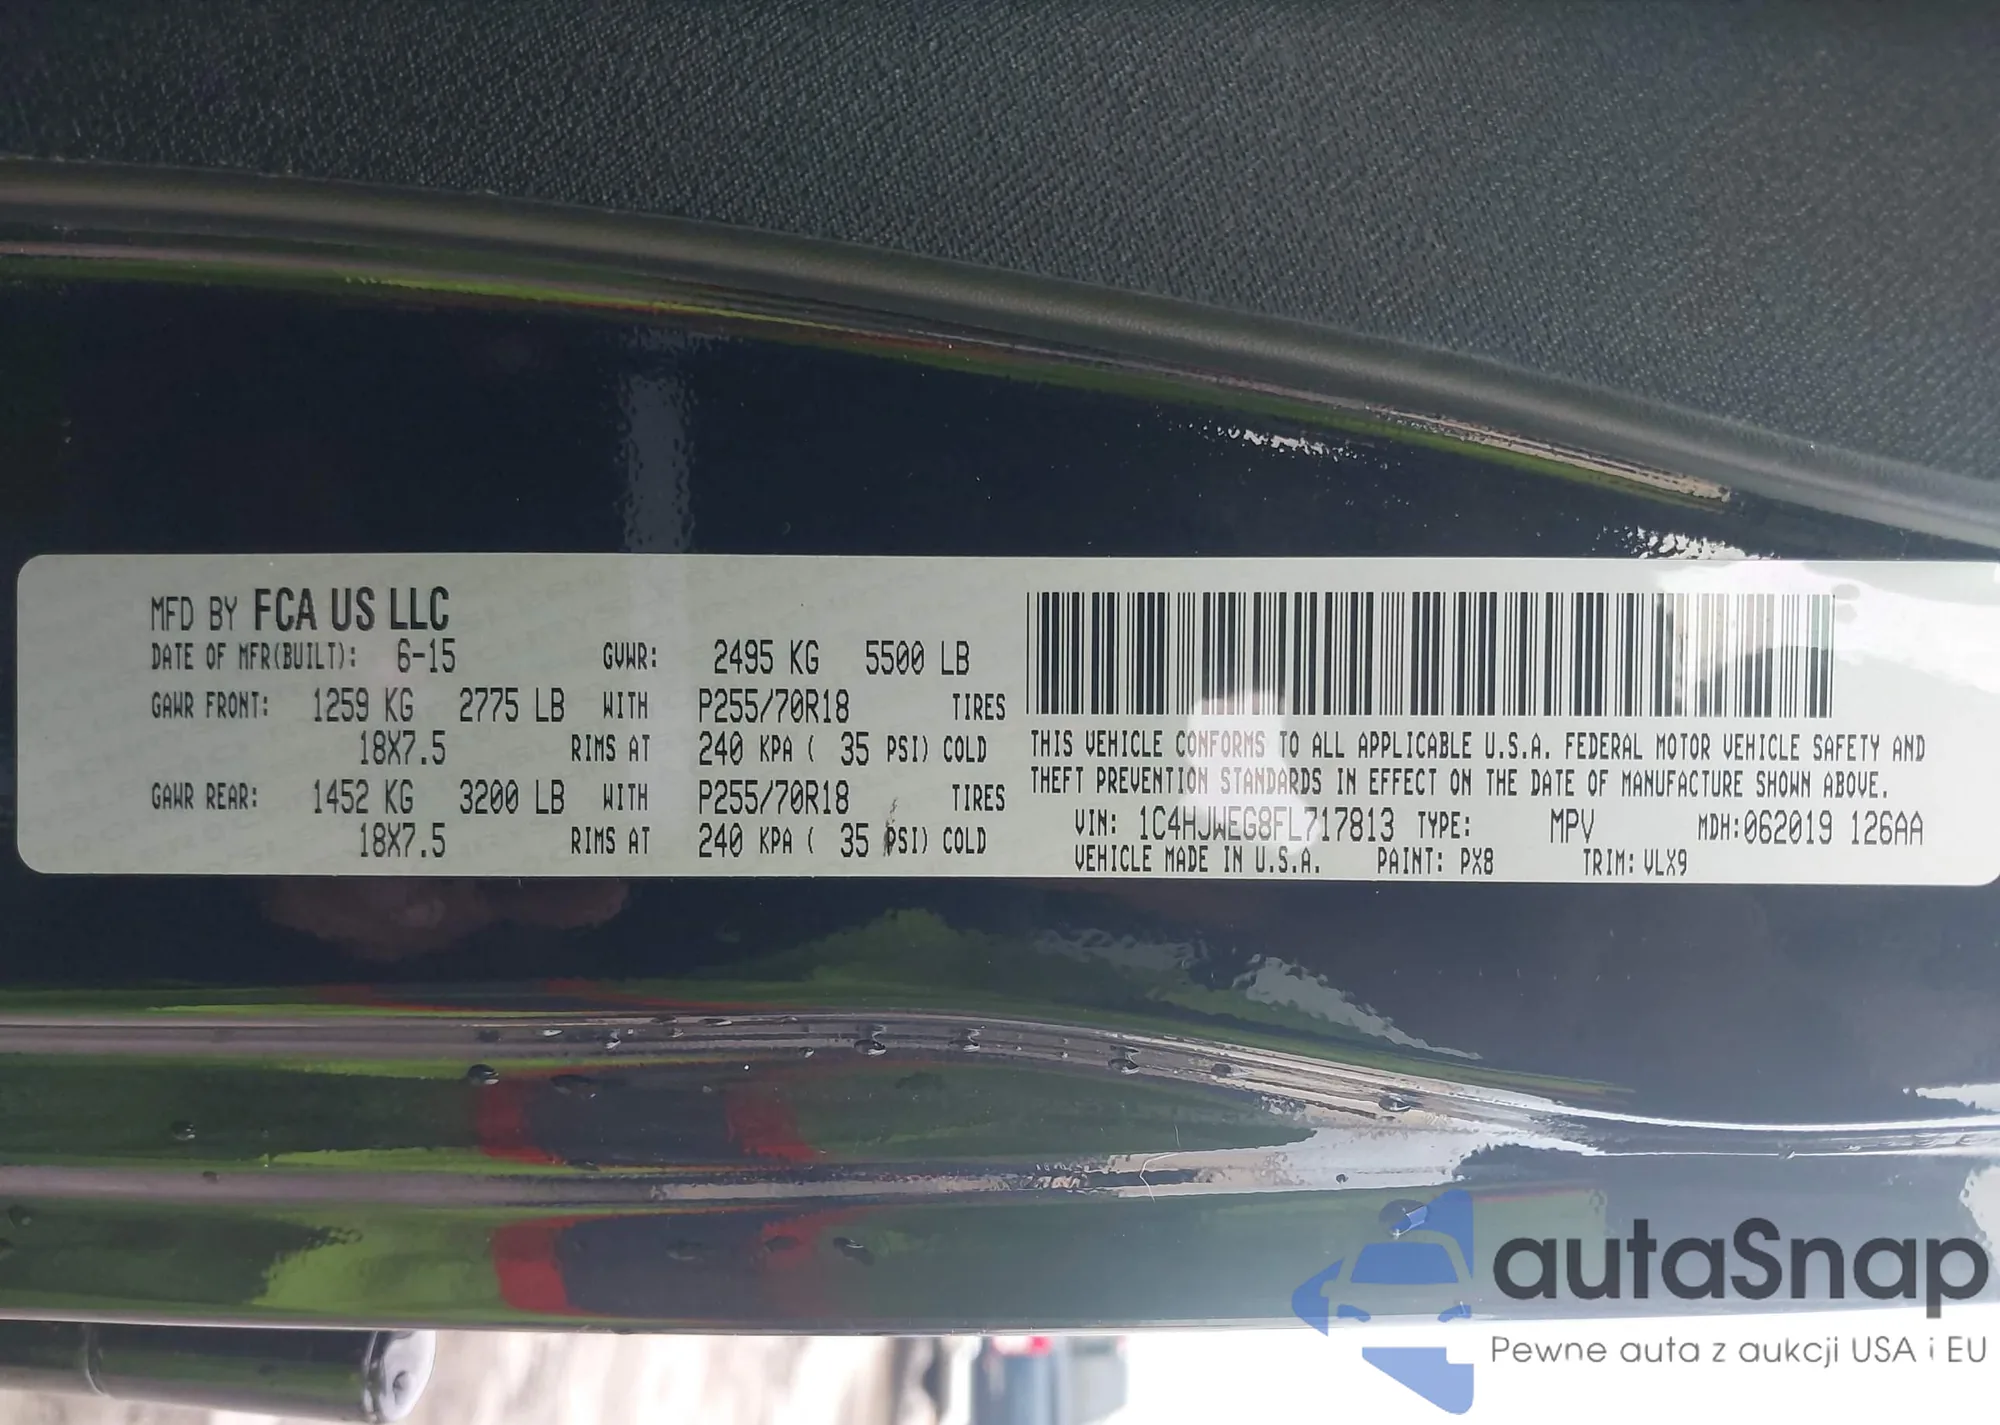 MFD BY FCA US LLC
DATE OF MFR(BUILT): 6-15 GVWR: 2495 KG 5500 LB
GAWR FRONT: 1259 KG 2775 LB WITH P255/70R18 TIRES
18X7.5 RIMS AT 240 KPA ( 35 PSI) COLD
GAWR REAR: 1452 KG 3200 LB WITH P255/70R18 TIRES
18X7.5 RIMS AT 240 KPA ( 35 PSI) COLD
THIS VEHICLE CONFORMS TO ALL APPLICABLE U.S.A. FEDERAL MOTOR VEHICLE SAFETY AND
THEFT PREVENTION STANDARDS IN EFFECT ON THE DATE OF MANUFACTURE SHOWN ABOVE.
VIN: 1C4HJWEG8FL717813 TYPE: MPV MDH:062019 126AA
VEHICLE MADE IN U.S.A. PAINT: PX8 TRIM: VLX9
autaSnap
Pewne auta z aukcji USA i EU